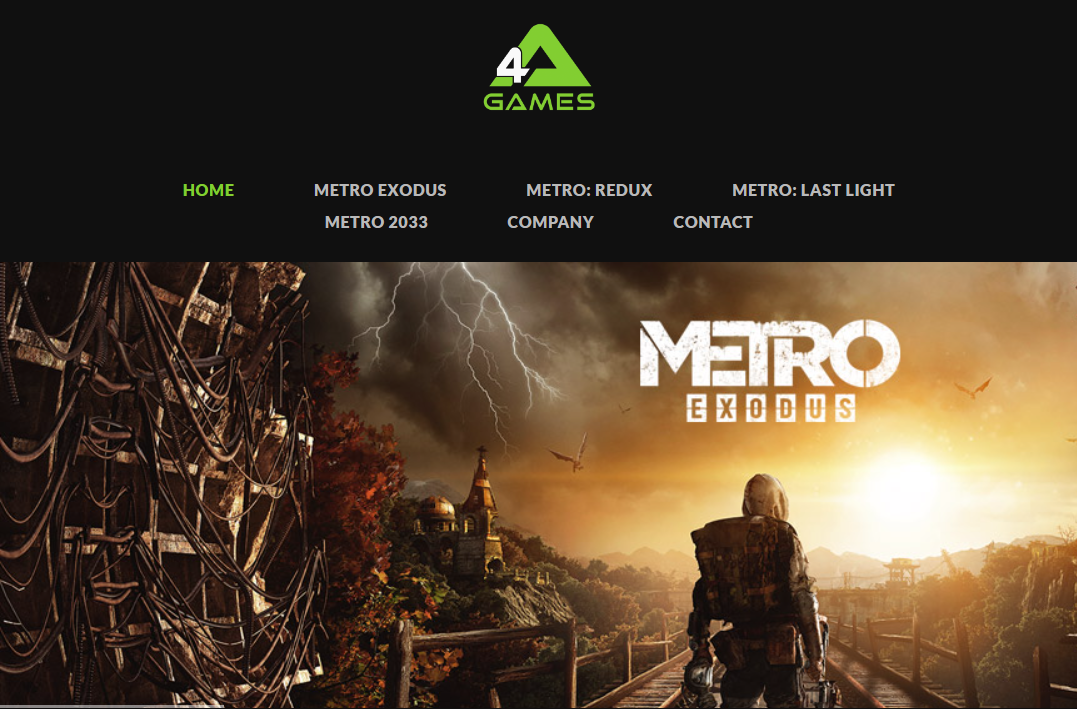 4A
GAMES
HOME METRO EXODUS METRO: REDUX METRO: LAST LIGHT
METRO 2033 COMPANY CONTACT
METRO
EXODUS